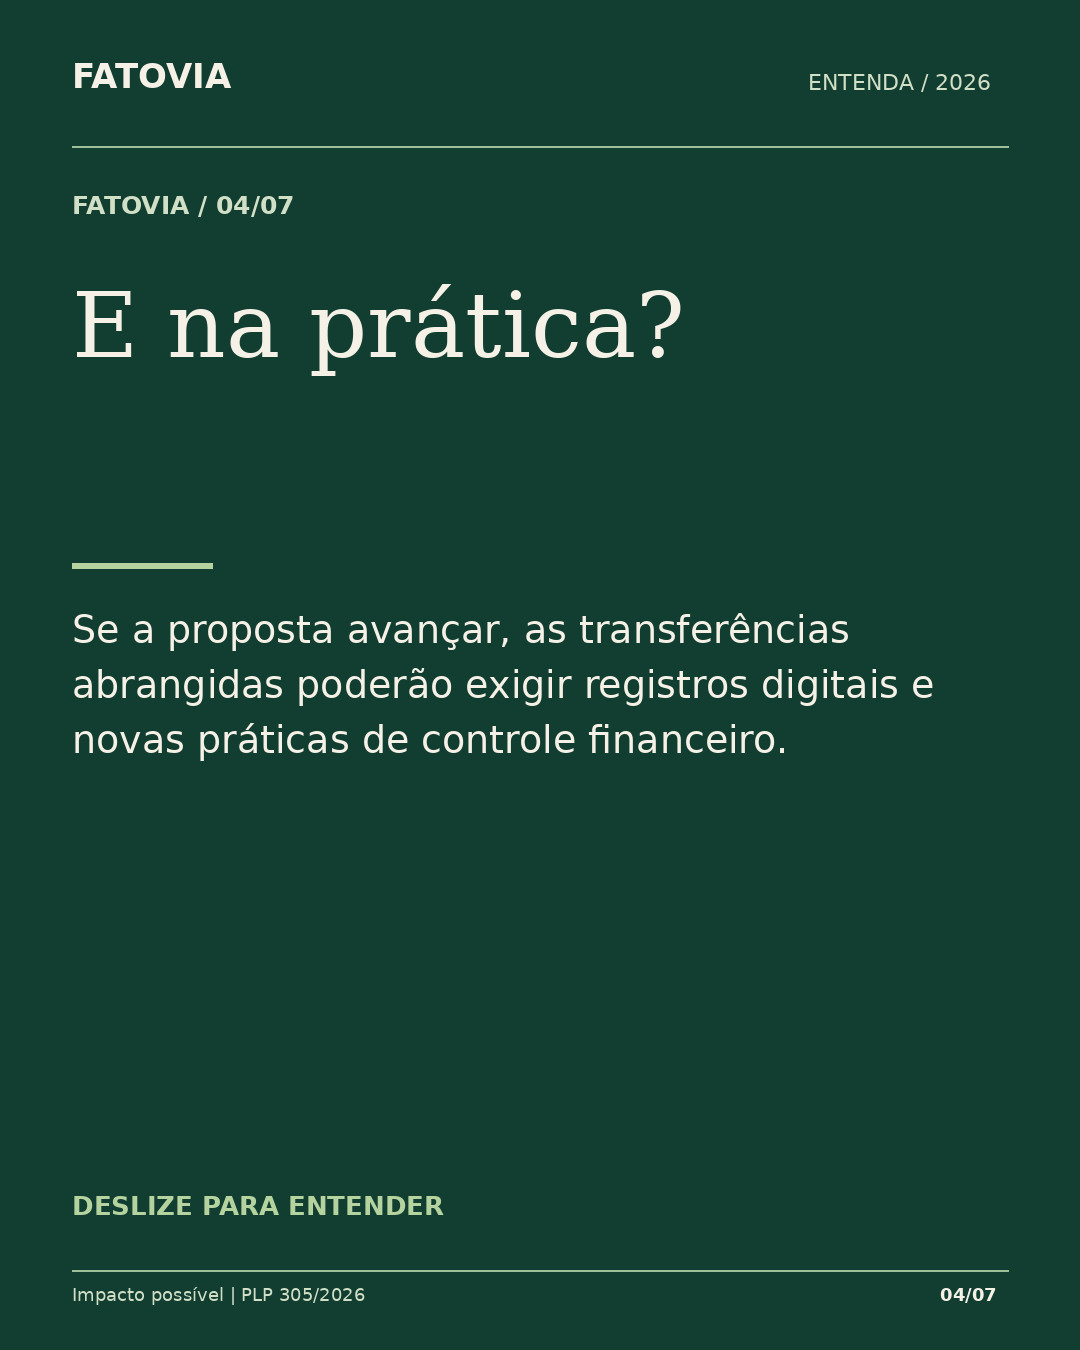 FATOVIA
ENTENDA / 2026
FATOVIA / 04/07
E na prática?
Se a proposta avançar, as transferências
abrangidas poderão exigir registros digitais e
novas práticas de controle financeiro.
DESLIZE PARA ENTENDER
Impacto possível | PLP 305/2026
04/07